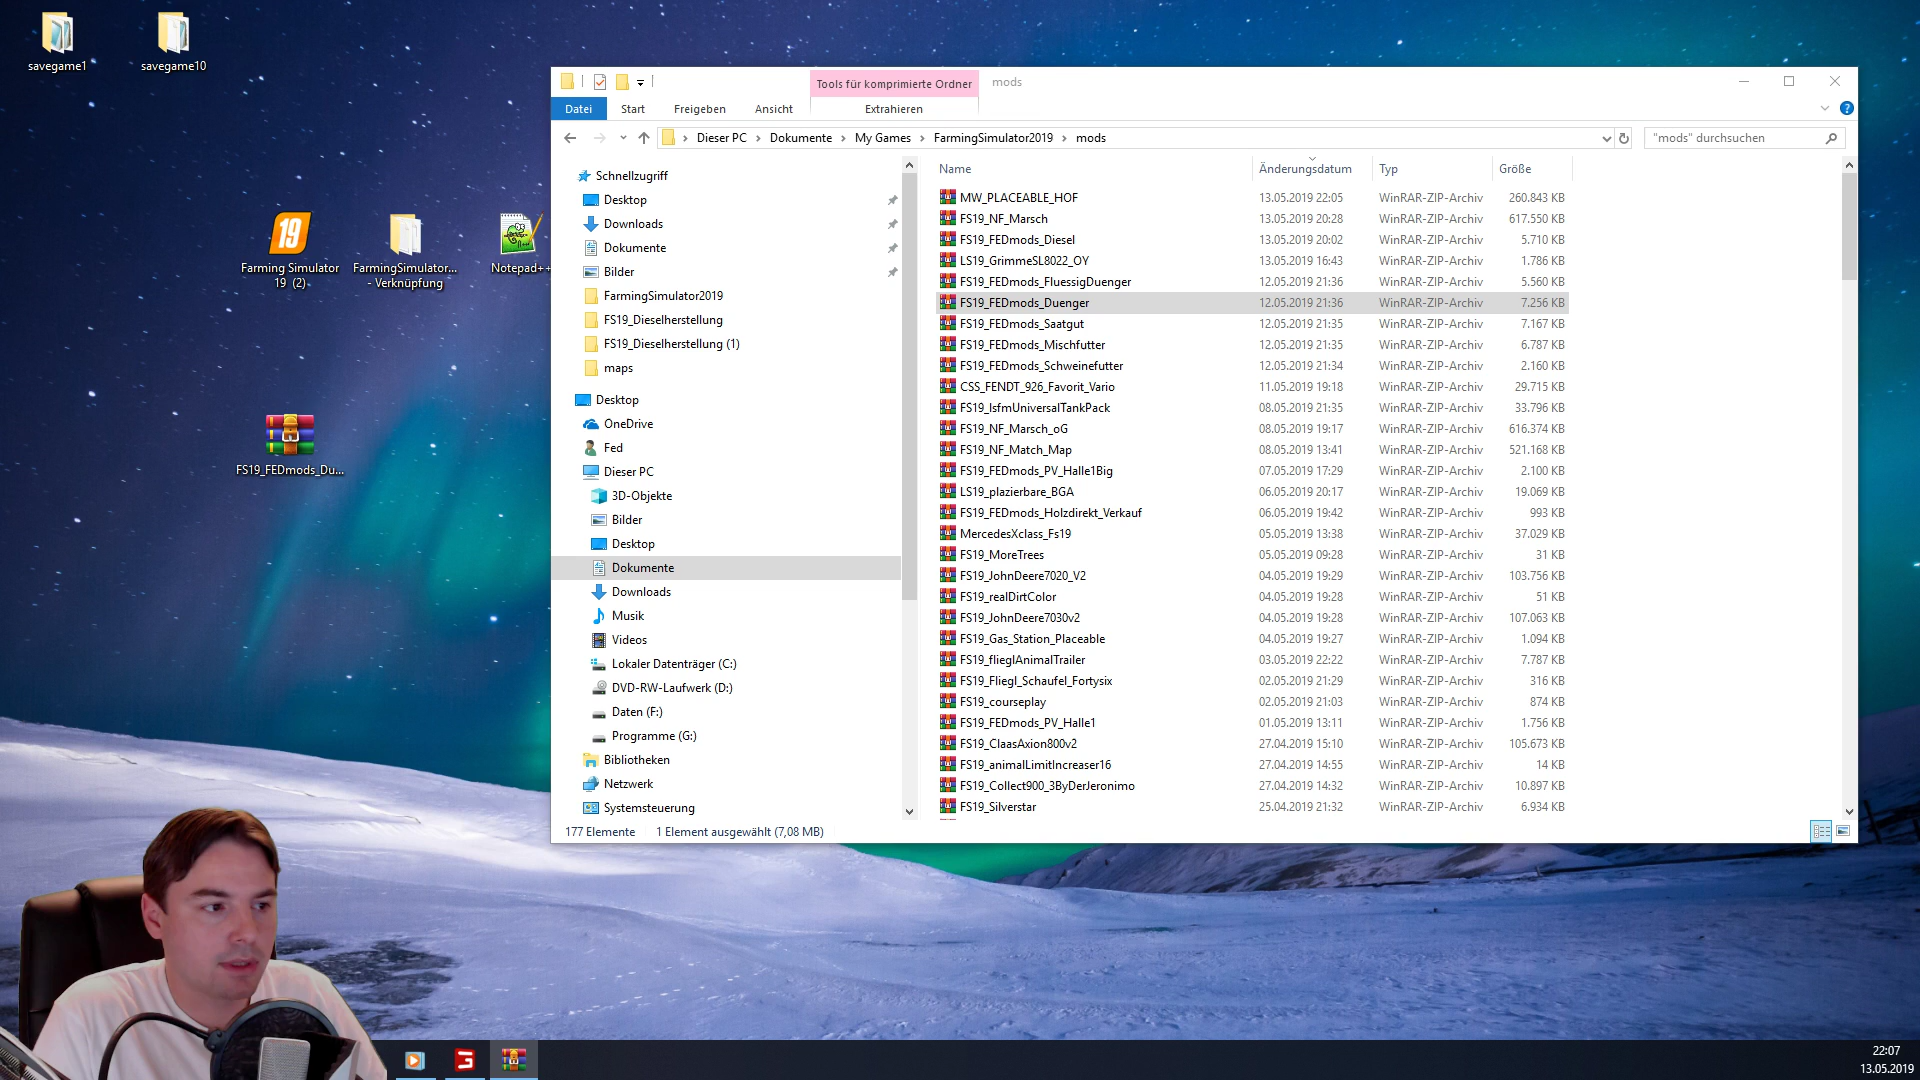 savegame1
savegame10
Farming Simulator
19 (2)
FarmingSimulator...
- Verknüpfung
Notepad++
FS19_FEDmods_Du...
Tools für komprimierte Ordner
mods
Datei
Start
Freigeben
Ansicht
Extrahieren
Dieser PC
Dokumente
My Games
FarmingSimulator2019
mods
"mods" durchsuchen
Schnellzugriff
Desktop
Downloads
Dokumente
Bilder
FarmingSimulator2019
FS19_Dieselherstellung
FS19_Dieselherstellung (1)
maps
Desktop
OneDrive
Fed
Dieser PC
3D-Objekte
Bilder
Desktop
Dokumente
Downloads
Musik
Videos
Lokaler Datenträger (C:)
DVD-RW-Laufwerk (D:)
Daten (F:)
Programme (G:)
Bibliotheken
Netzwerk
Systemsteuerung
Name Änderungsdatum Typ Größe
MW_PLACEABLE_HOF 13.05.2019 22:05 WinRAR-ZIP-Archiv 260.843 KB
FS19_NF_Marsch 13.05.2019 20:28 WinRAR-ZIP-Archiv 617.550 KB
FS19_FEDmods_Diesel 13.05.2019 20:02 WinRAR-ZIP-Archiv 5.710 KB
LS19_GrimmeSL8022_OY 13.05.2019 16:43 WinRAR-ZIP-Archiv 1.786 KB
FS19_FEDmods_FluessigDuenger 12.05.2019 21:36 WinRAR-ZIP-Archiv 5.560 KB
FS19_FEDmods_Duenger 12.05.2019 21:36 WinRAR-ZIP-Archiv 7.256 KB
FS19_FEDmods_Saatgut 12.05.2019 21:35 WinRAR-ZIP-Archiv 7.167 KB
FS19_FEDmods_Mischfutter 12.05.2019 21:35 WinRAR-ZIP-Archiv 6.787 KB
FS19_FEDmods_Schweinefutter 12.05.2019 21:34 WinRAR-ZIP-Archiv 2.160 KB
CSS_FENDT_926_Favorit_Vario 11.05.2019 19:18 WinRAR-ZIP-Archiv 29.715 KB
FS19_lsfmUniversalTankPack 08.05.2019 21:35 WinRAR-ZIP-Archiv 33.796 KB
FS19_NF_Marsch_oG 08.05.2019 19:17 WinRAR-ZIP-Archiv 616.374 KB
FS19_NF_Match_Map 08.05.2019 13:41 WinRAR-ZIP-Archiv 521.168 KB
FS19_FEDmods_PV_Halle1Big 07.05.2019 17:29 WinRAR-ZIP-Archiv 2.100 KB
LS19_plazierbare_BGA 06.05.2019 20:17 WinRAR-ZIP-Archiv 19.069 KB
FS19_FEDmods_Holzdirekt_Verkauf 06.05.2019 19:42 WinRAR-ZIP-Archiv 993 KB
MercedesXclass_Fs19 05.05.2019 13:38 WinRAR-ZIP-Archiv 37.029 KB
FS19_MoreTrees 05.05.2019 09:28 WinRAR-ZIP-Archiv 31 KB
FS19_JohnDeere7020_V2 04.05.2019 19:29 WinRAR-ZIP-Archiv 103.756 KB
FS19_realDirtColor 04.05.2019 19:28 WinRAR-ZIP-Archiv 51 KB
FS19_JohnDeere7030v2 04.05.2019 19:28 WinRAR-ZIP-Archiv 107.063 KB
FS19_Gas_Station_Placeable 04.05.2019 19:27 WinRAR-ZIP-Archiv 1.094 KB
FS19_flieglAnimalTrailer 03.05.2019 22:22 WinRAR-ZIP-Archiv 7.787 KB
FS19_Fliegl_Schaufel_Fortysix 02.05.2019 21:29 WinRAR-ZIP-Archiv 316 KB
FS19_courseplay 02.05.2019 21:03 WinRAR-ZIP-Archiv 874 KB
FS19_FEDmods_PV_Halle1 01.05.2019 13:11 WinRAR-ZIP-Archiv 1.756 KB
FS19_ClaasAxion800v2 27.04.2019 15:10 WinRAR-ZIP-Archiv 105.673 KB
FS19_animalLimitIncreaser16 27.04.2019 14:55 WinRAR-ZIP-Archiv 14 KB
FS19_Collect900_3ByDerJeronimo 27.04.2019 14:32 WinRAR-ZIP-Archiv 10.897 KB
FS19_Silverstar 25.04.2019 21:32 WinRAR-ZIP-Archiv 6.934 KB
177 Elemente
1 Element ausgewählt (7,08 MB)
22:07
13.05.2019